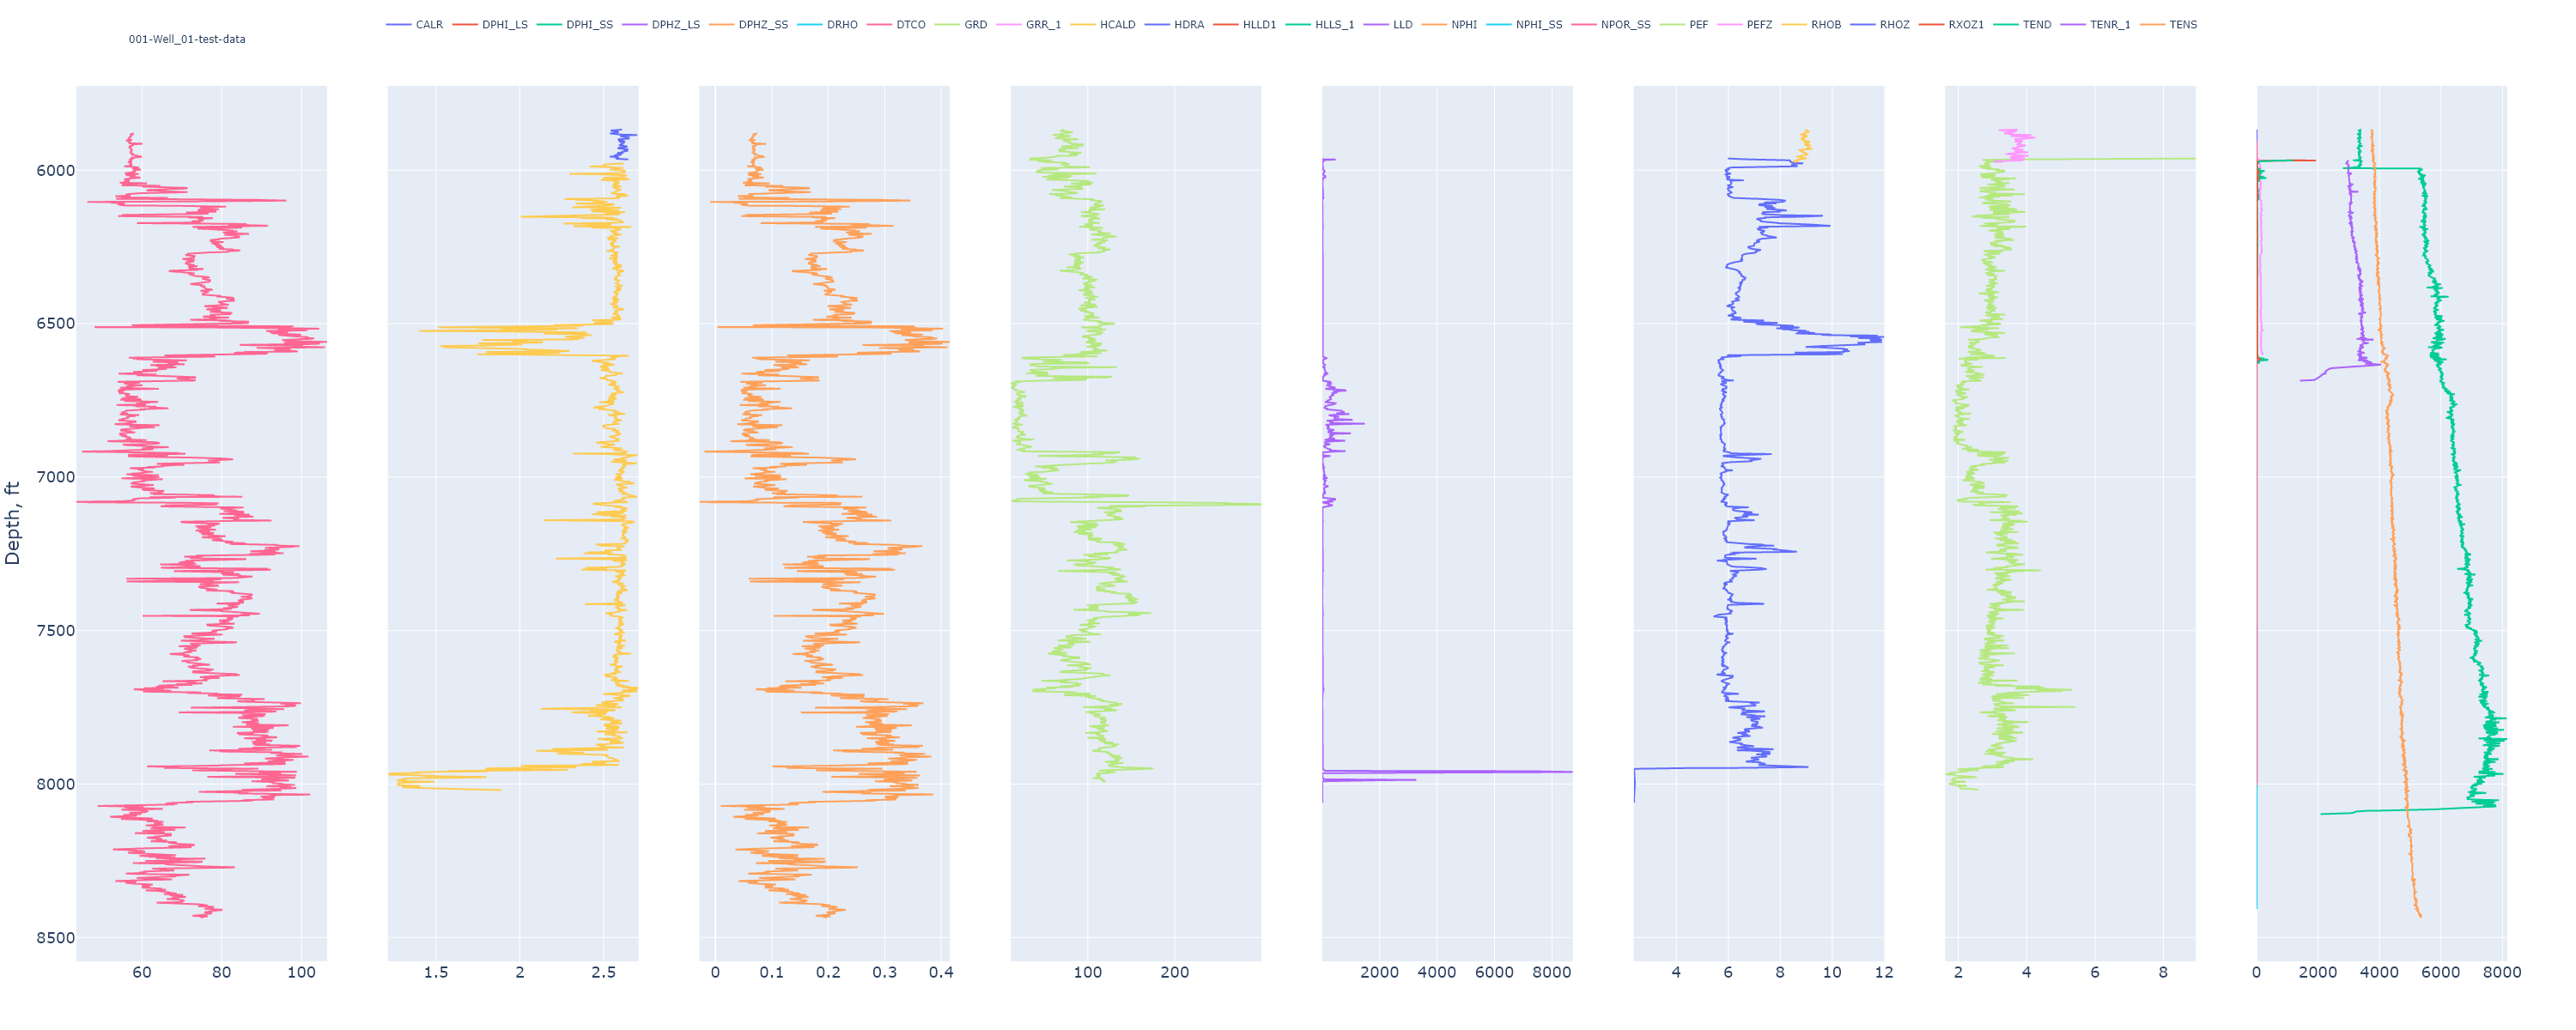 CALR DPHI_LS DPHI_SS DPHZ_LS DPHZ_SS DRHO DTCO GRD GRR_1 HCALD HDRA HLLD1 HLLS_1 LLD NPHI NPHI_SS NPOR_SS PEF PEFZ RHOB RHOZ RXOZ1 TEND TENR_1 TENS
001-Well_01-test-data
Depth, ft
6000
6500
7000
7500
8000
8500
60 80 100
1.5 2 2.5
0 0.1 0.2 0.3 0.4
100 200
2000 4000 6000 8000
4 6 8 10 12
2 4 6 8
0 2000 4000 6000 8000